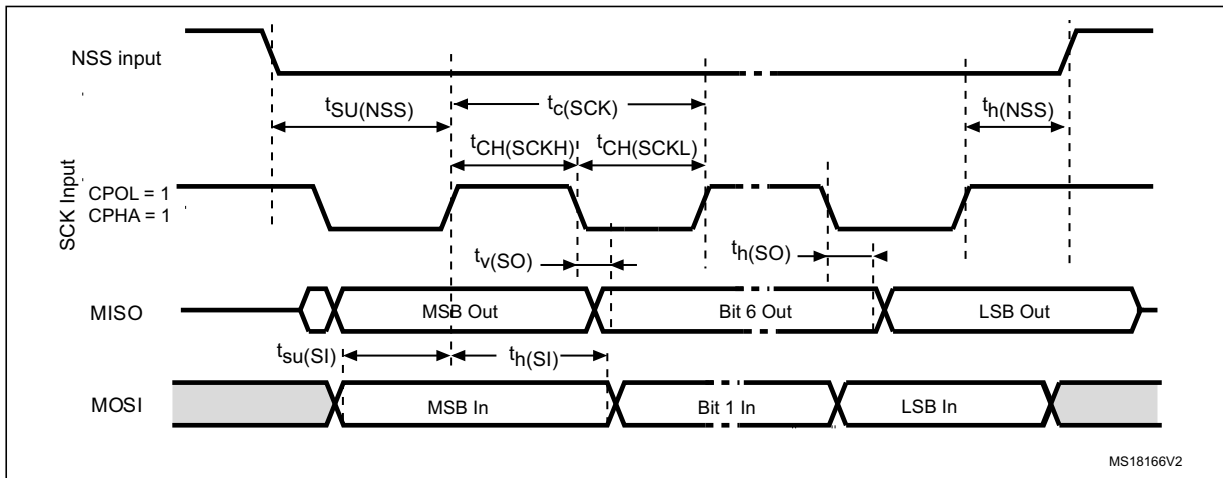 NSS input
tSU(NSS)
tc(SCK)
th(NSS)
tCH(SCKH)
tCH(SCKL)
SCK Input
CPOL = 1
CPHA = 1
tv(SO)
th(SO)
MISO
MSB Out
Bit 6 Out
LSB Out
tsu(SI)
th(SI)
MOSI
MSB In
Bit 1 In
LSB In
MS18166V2